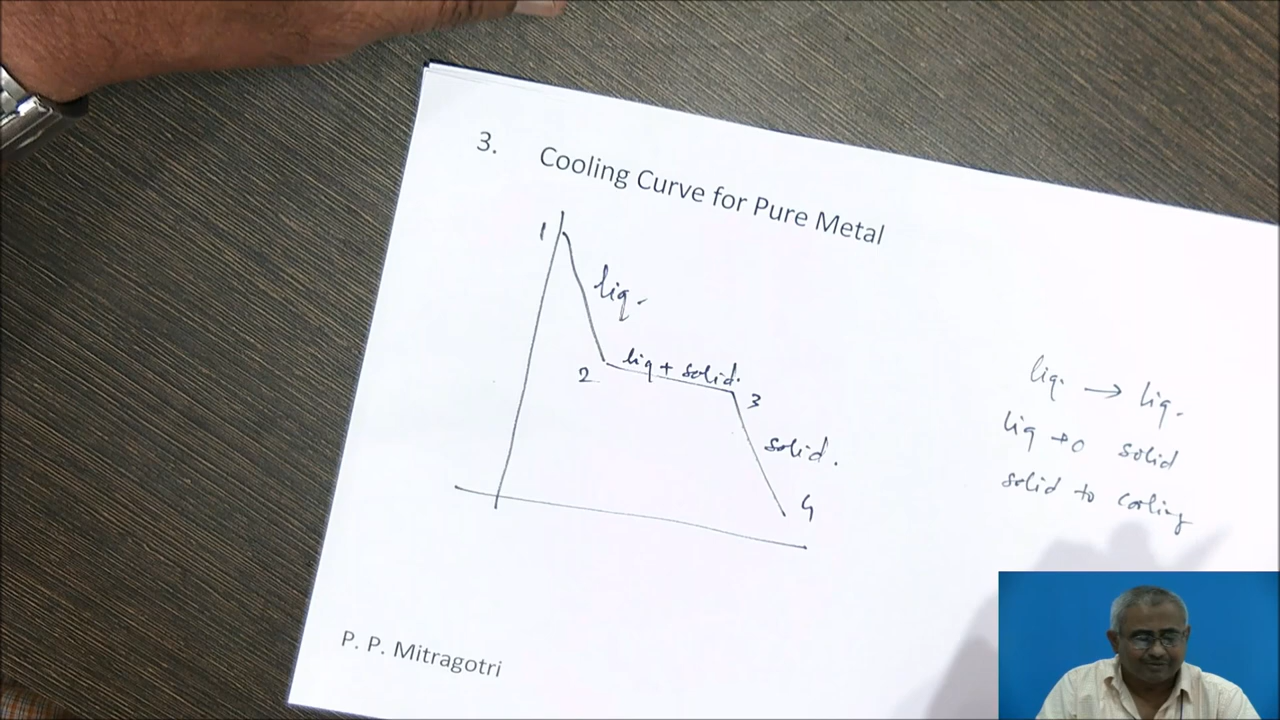 3. Cooling Curve for Pure Metal
1
liq.
2
liq + solid.
3
solid.
4
liq. → liq.
liq to solid
solid to cooling
P. P. Mitragotri